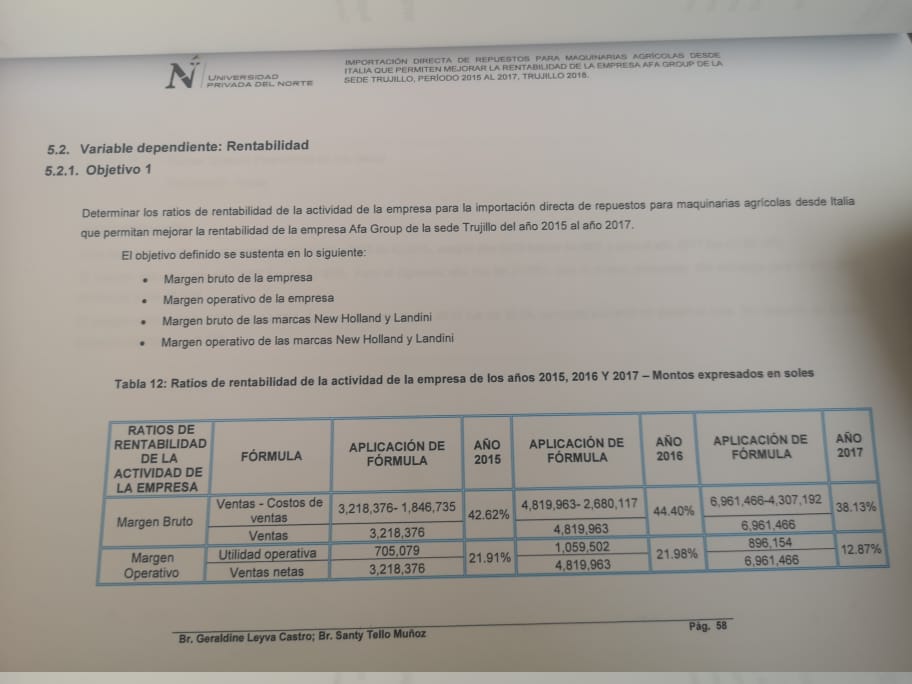 N
UNIVERSIDAD
PRIVADA DEL NORTE
IMPORTACIÓN DIRECTA DE REPUESTOS PARA MAQUINARIAS AGRÍCOLAS DESDE
ITALIA QUE PERMITEN MEJORAR LA RENTABILIDAD DE LA EMPRESA AFA GROUP DE LA
SEDE TRUJILLO, PERÍODO 2015 AL 2017, TRUJILLO 2018.
5.2. Variable dependiente: Rentabilidad
5.2.1. Objetivo 1
Determinar los ratios de rentabilidad de la actividad de la empresa para la importación directa de repuestos para maquinarias agrícolas desde Italia
que permitan mejorar la rentabilidad de la empresa Afa Group de la sede Trujillo del año 2015 al año 2017.
El objetivo definido se sustenta en lo siguiente:
• Margen bruto de la empresa
• Margen operativo de la empresa
• Margen bruto de las marcas New Holland y Landini
• Margen operativo de las marcas New Holland y Landini
Tabla 12: Ratios de rentabilidad de la actividad de la empresa de los años 2015, 2016 Y 2017 – Montos expresados en soles
RATIOS DE
RENTABILIDAD
DE LA
ACTIVIDAD DE
LA EMPRESA
FÓRMULA
APLICACIÓN DE
FÓRMULA
AÑO
2015
APLICACIÓN DE
FÓRMULA
AÑO
2016
APLICACIÓN DE
FÓRMULA
AÑO
2017
Margen Bruto
Ventas - Costos de
ventas
Ventas
3,218,376- 1,846,735
3,218,376
42.62%
4,819,963- 2,680,117
4,819,963
44.40%
6,961,466-4,307,192
6,961,466
38.13%
Margen
Operativo
Utilidad operativa
Ventas netas
705,079
3,218,376
21.91%
1,059,502
4,819,963
21.98%
896,154
6,961,466
12.87%
Br. Geraldine Leyva Castro; Br. Santy Tello Muñoz
Pág. 58